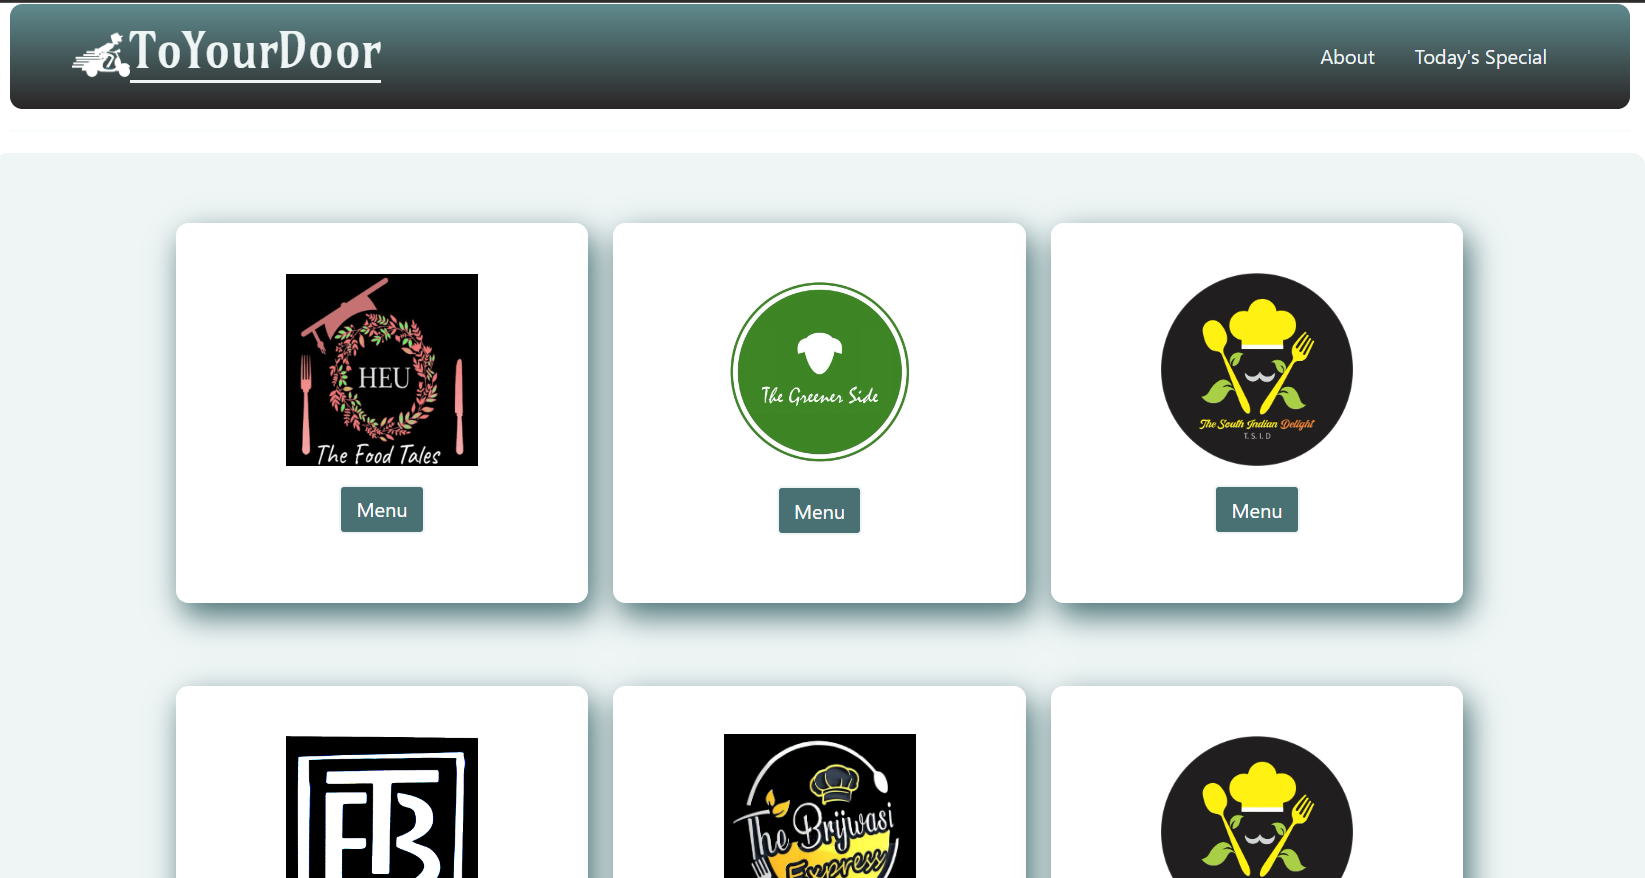 ToYourDoor
About
Today's Special
HEU
The Food Tales
The Greener Side
The South Indian Delight
T. S. I. D
Menu
Menu
Menu
FTB
The Brijwasi
Express